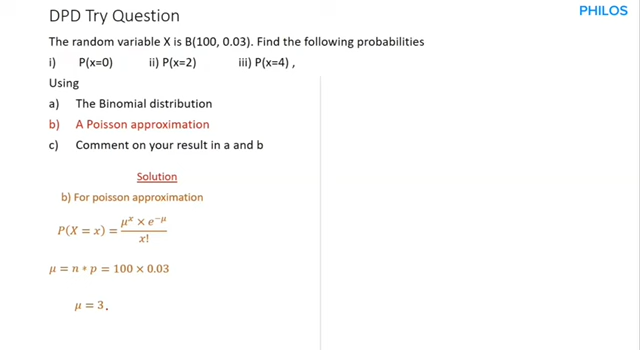 DPD Try Question
PHILOS
The random variable X is B(100, 0.03). Find the following probabilities
i) P(x=0) ii) P(x=2) iii) P(x=4) ,
Using
a) The Binomial distribution
b) A Poisson approximation
c) Comment on your result in a and b
Solution
b) For poisson approximation
P(X = x) = μ^x × e^−μ / x!
μ = n * p = 100 × 0.03
μ = 3 .